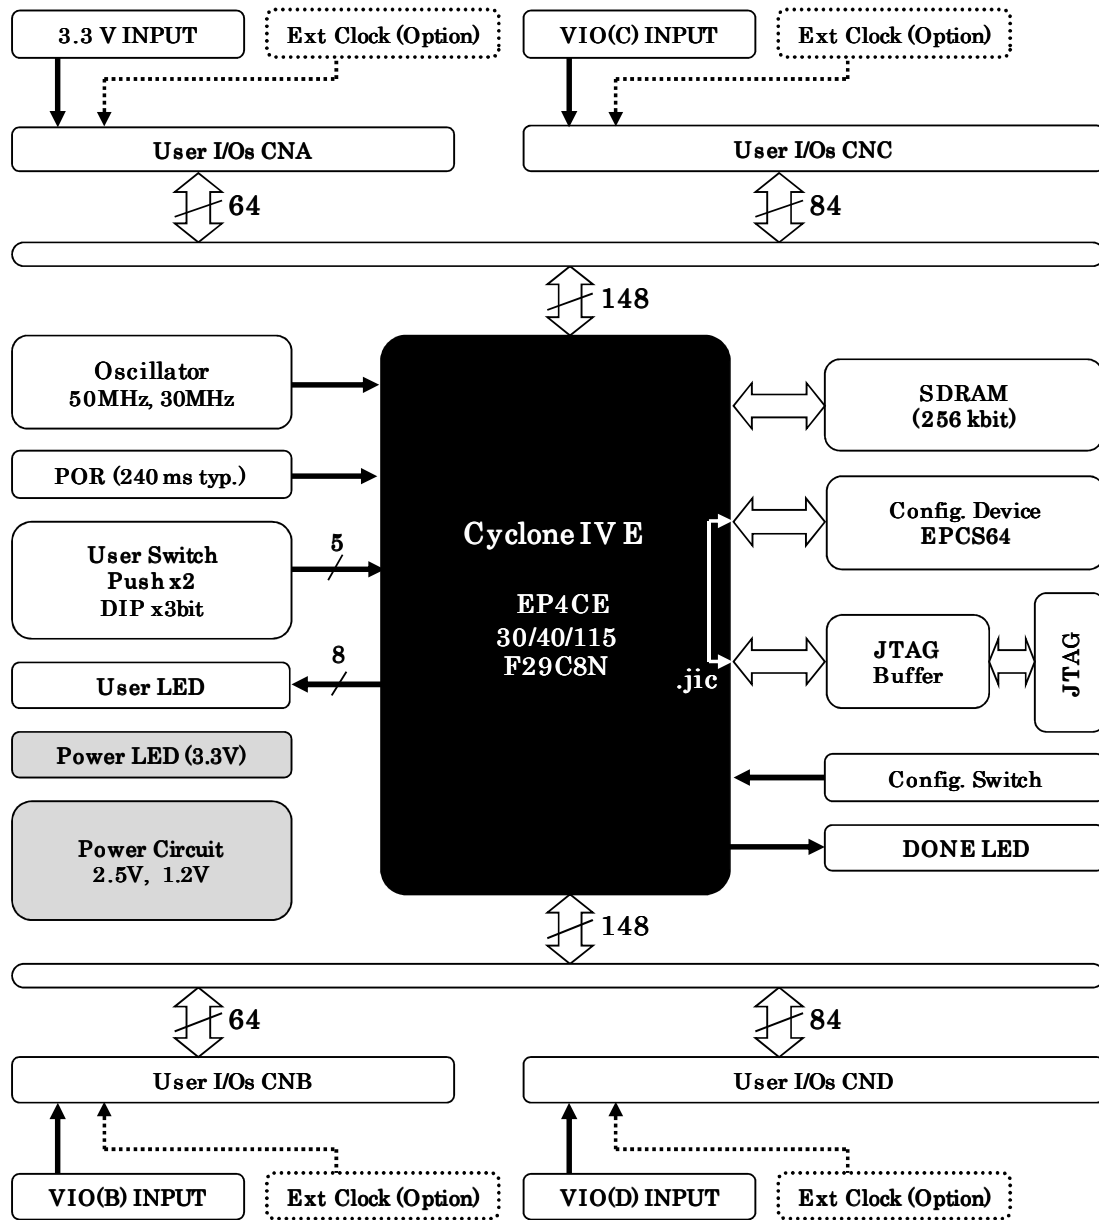 3.3 V INPUT
Ext Clock (Option)
VIO(C) INPUT
Ext Clock (Option)
User I/Os CNA
User I/Os CNC
64
84
148
Oscillator
50MHz, 30MHz
POR (240 ms typ.)
User Switch
Push x2
DIP x3bit
5
User LED
8
Power LED (3.3V)
Power Circuit
2.5V, 1.2V
Cyclone IV E
EP4CE
30/40/115
F29C8N
.jic
SDRAM
(256 kbit)
Config. Device
EPCS64
JTAG
Buffer
JTAG
Config. Switch
DONE LED
148
64
84
User I/Os CNB
User I/Os CND
VIO(B) INPUT
Ext Clock (Option)
VIO(D) INPUT
Ext Clock (Option)